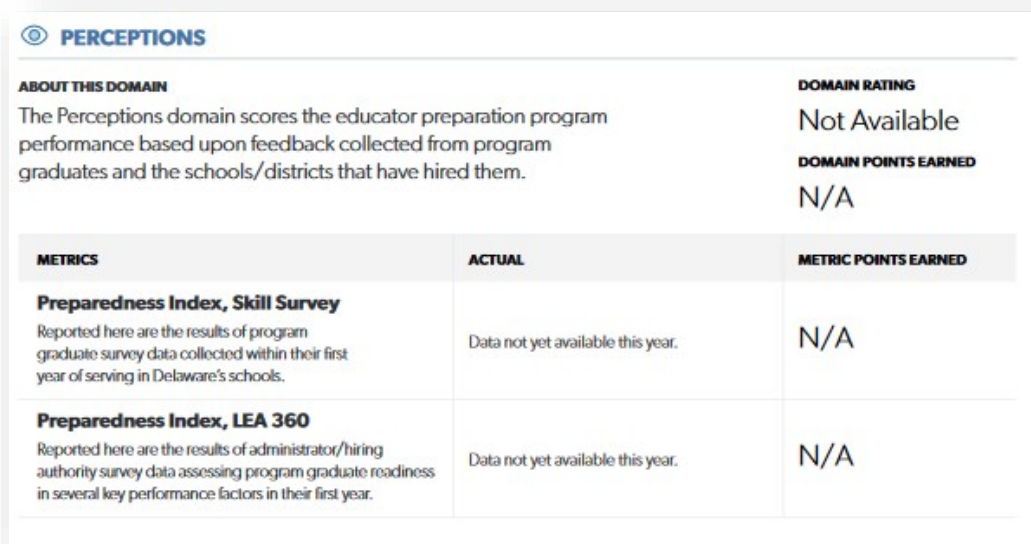 PERCEPTIONS
ABOUT THIS DOMAIN
The Perceptions domain scores the educator preparation program
performance based upon feedback collected from program
graduates and the schools/districts that have hired them.
DOMAIN RATING
Not Available
DOMAIN POINTS EARNED
N/A
METRICS ACTUAL METRIC POINTS EARNED
Preparedness Index, Skill Survey
Reported here are the results of program
graduate survey data collected within their first
year of serving in Delaware's schools.
Data not yet available this year.
N/A
Preparedness Index, LEA 360
Reported here are the results of administrator/hiring
authority survey data assessing program graduate readiness
in several key performance factors in their first year.
Data not yet available this year.
N/A